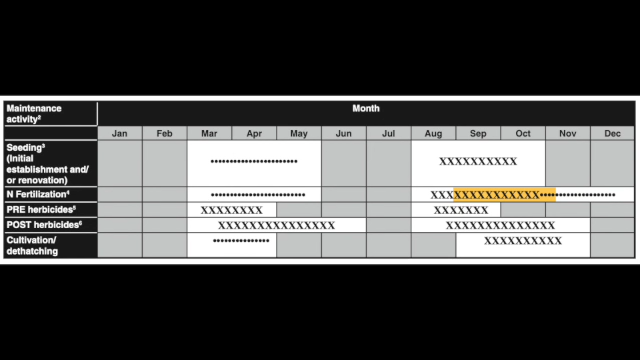 Maintenance activity² Month
Jan Feb Mar Apr May Jun Jul Aug Sep Oct Nov Dec
Seeding³
(Initial
establishment and/
or renovation)
XXXXXXXXXX
N Fertilization⁴ XXXXXXXXXXXXXX
PRE herbicides⁵ XXXXXXXX XXXXXXX
POST herbicides⁶ XXXXXXXXXXXXXXX XXXXXXXXXXXXXX
Cultivation/
dethatching
XXXXXXXXXX